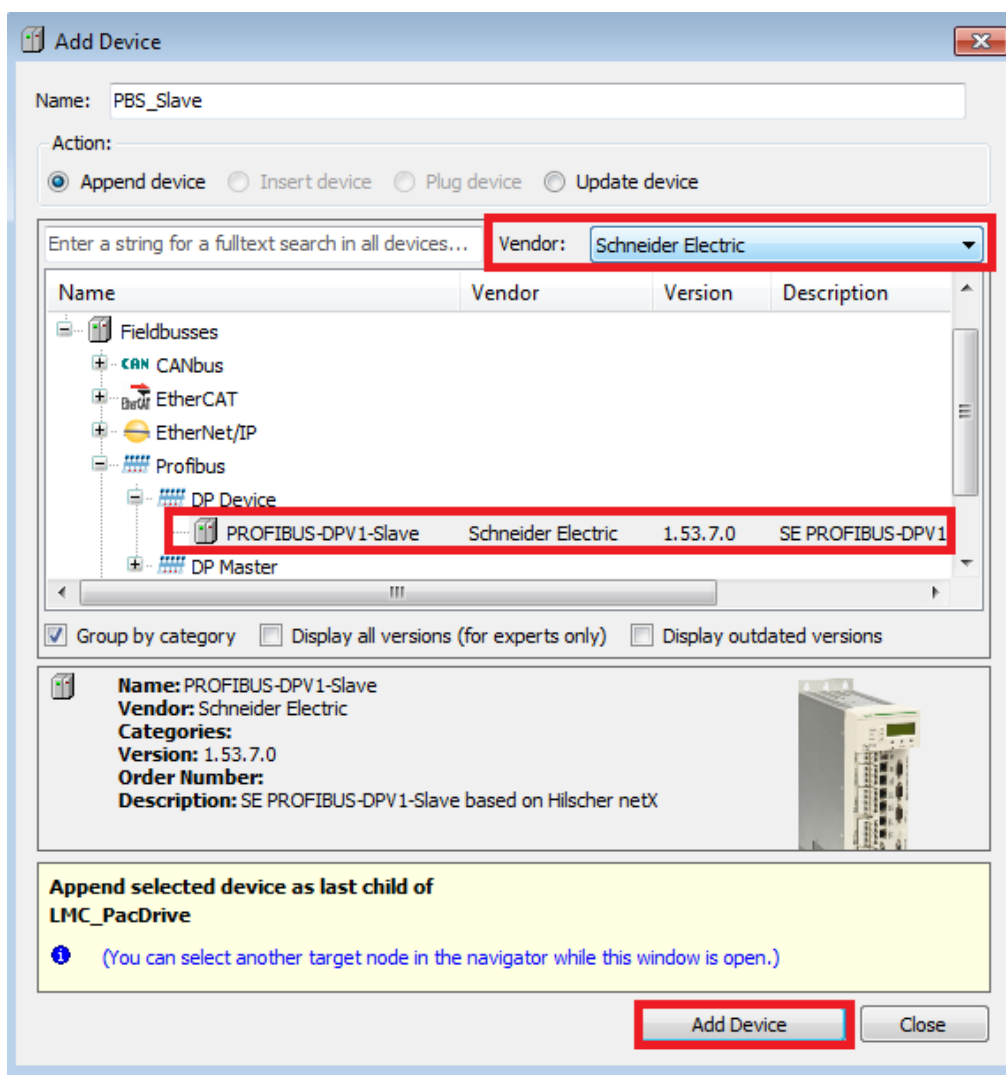 Add Device
Name: PBS_Slave
Action:
Append device Insert device Plug device Update device
Enter a string for a fulltext search in all devices... Vendor: Schneider Electric
Name Vendor Version Description
Fieldbusses
CAN CANbus
EtherCAT EtherCAT
EtherNet/IP
Profibus
DP Device
PROFIBUS-DPV1-Slave Schneider Electric 1.53.7.0 SE PROFIBUS-DPV1
DP Master
Group by category Display all versions (for experts only) Display outdated versions
Name: PROFIBUS-DPV1-Slave
Vendor: Schneider Electric
Categories:
Version: 1.53.7.0
Order Number:
Description: SE PROFIBUS-DPV1-Slave based on Hilscher netX
Append selected device as last child of
LMC_PacDrive
(You can select another target node in the navigator while this window is open.)
Add Device Close